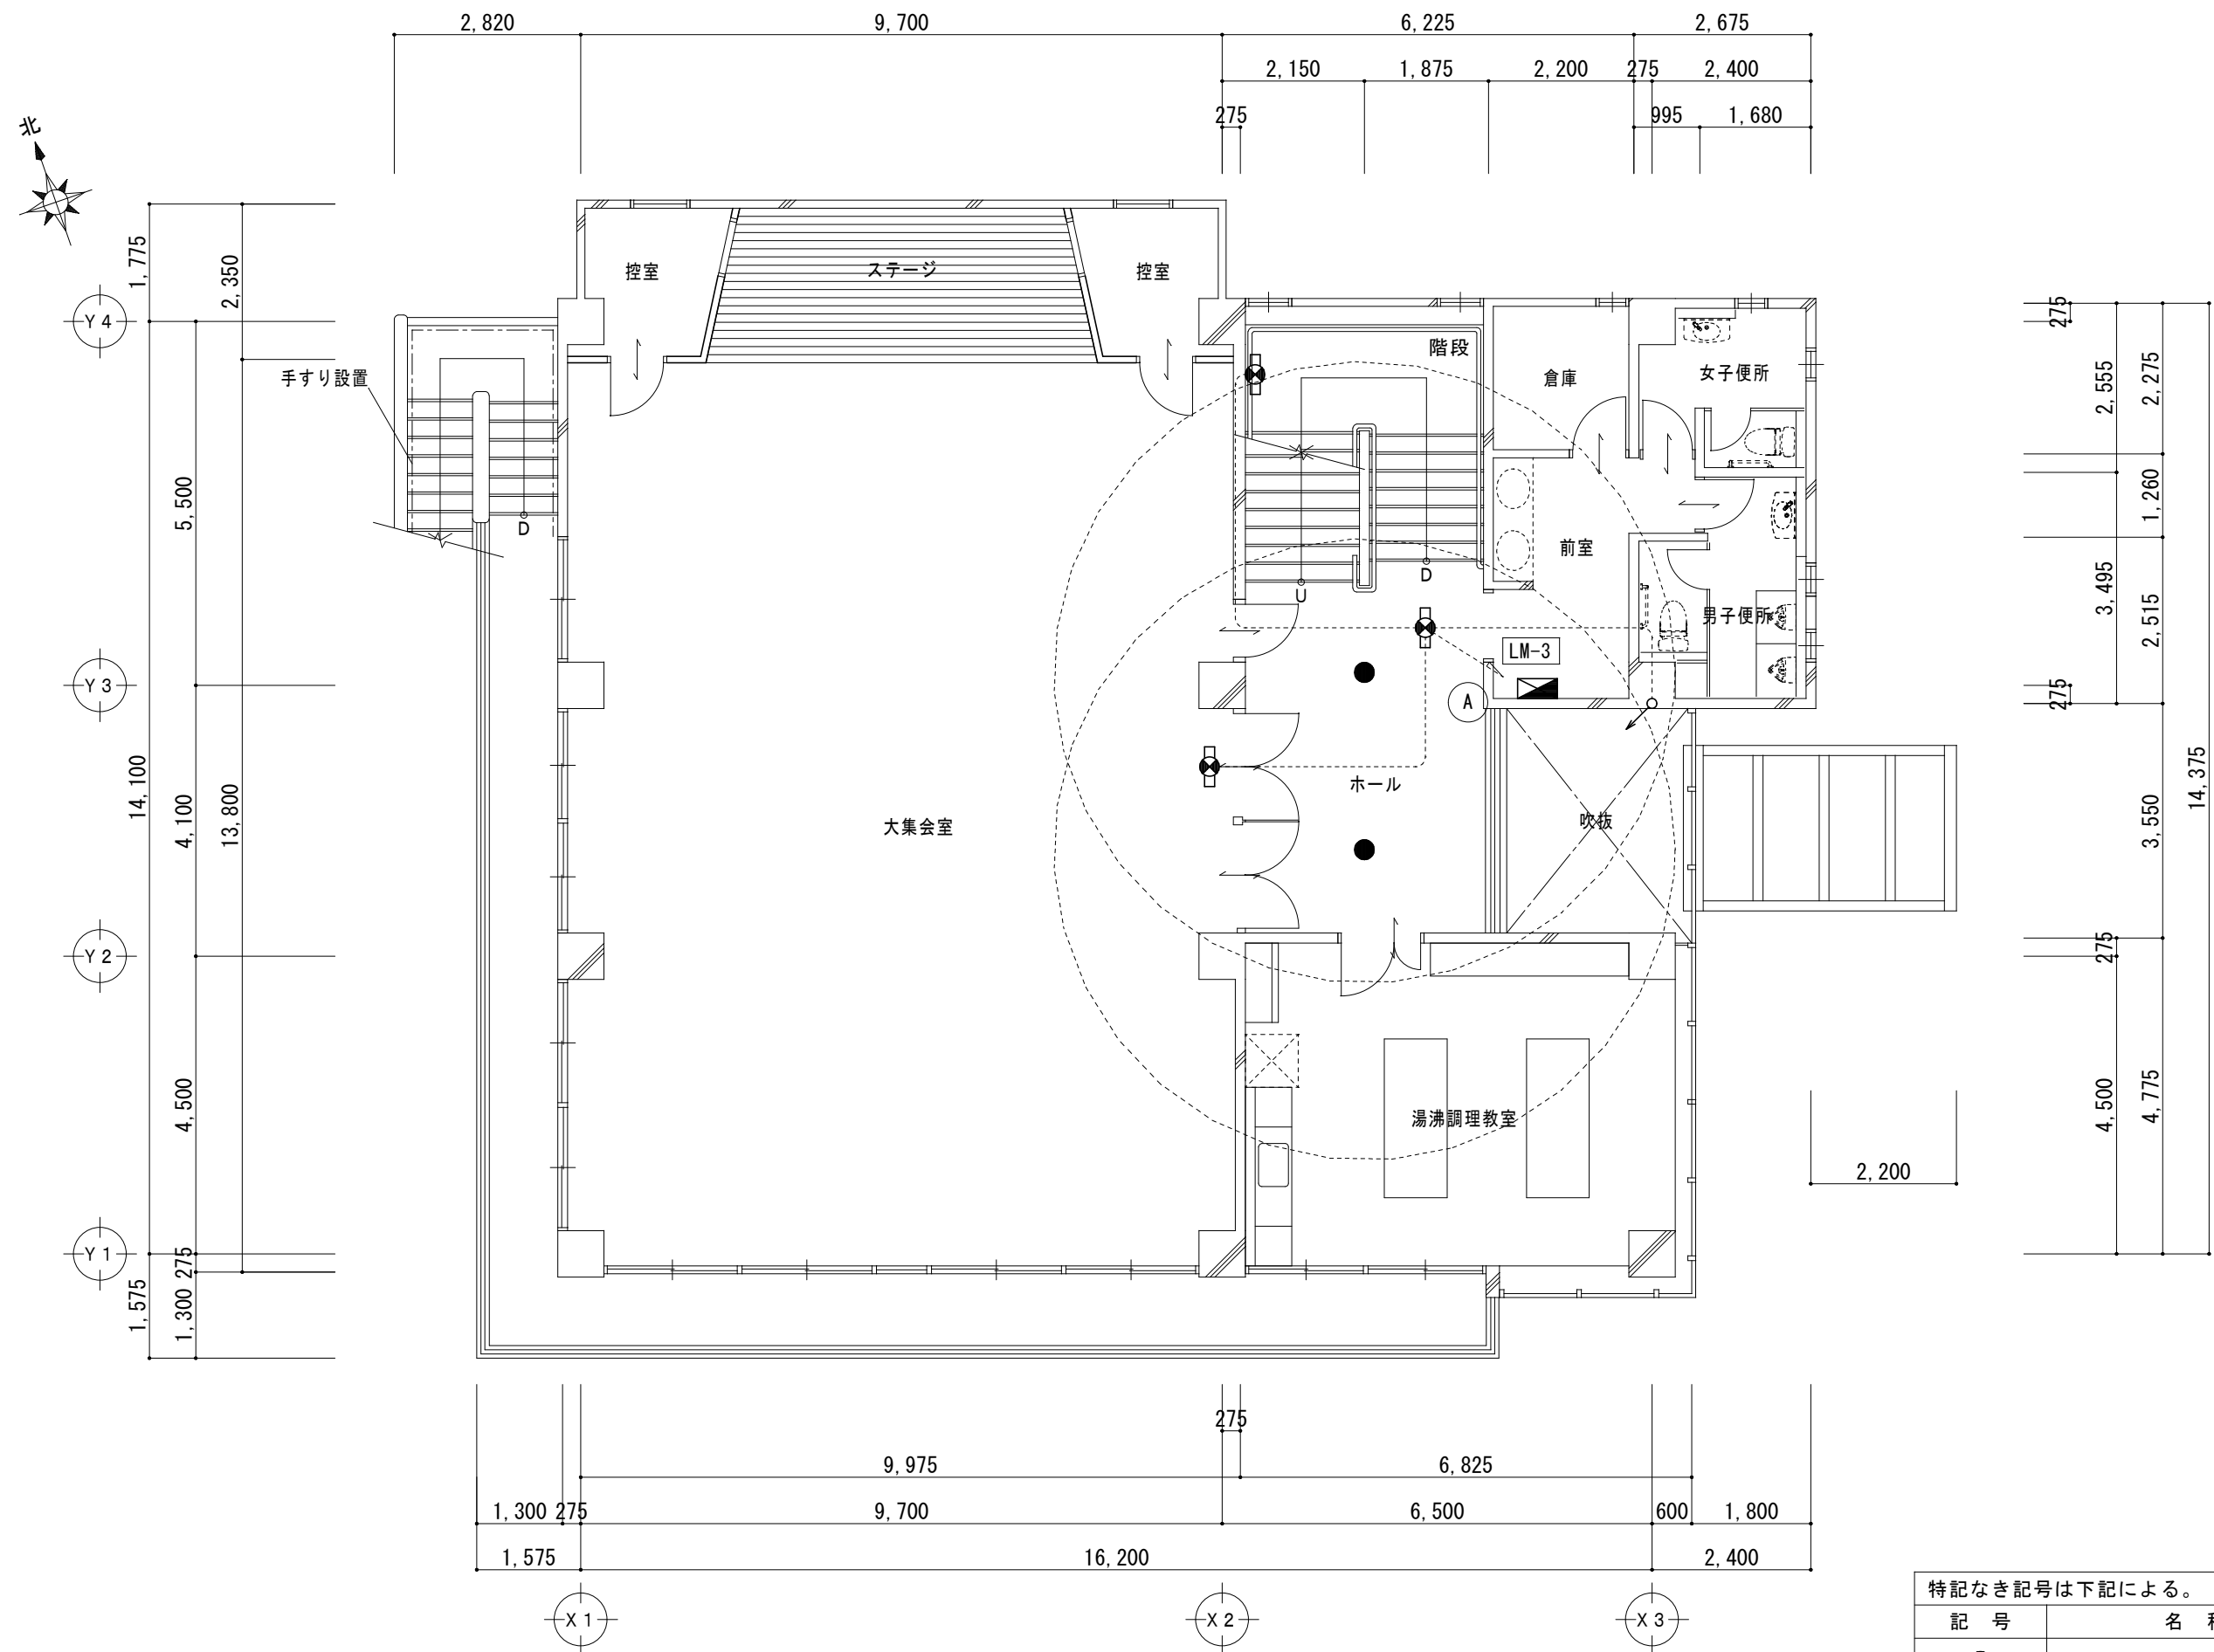 2,820 9,700 6,225 2,675
2,150 1,875 2,200 275 2,400
275 995 1,680
北
1,775
2,350
5,500
14,100
4,100
13,800
4,500
1,575
1,300 275
Y4
Y3
Y2
Y1
控室
ステージ
控室
手すり設置
D
階段
倉庫
女子便所
前室
U
D
男子便所
LM-3
A
ホール
吹抜
大集会室
湯沸調理教室
275
2,555
2,275
1,260
3,495
2,515
275
14,375
3,550
275
4,500
4,775
2,200
275
9,975 6,825
1,300 275 9,700 6,500 600 1,800
1,575 16,200 2,400
X1 X2 X3
特記なき記号は下記による。
記 号 名